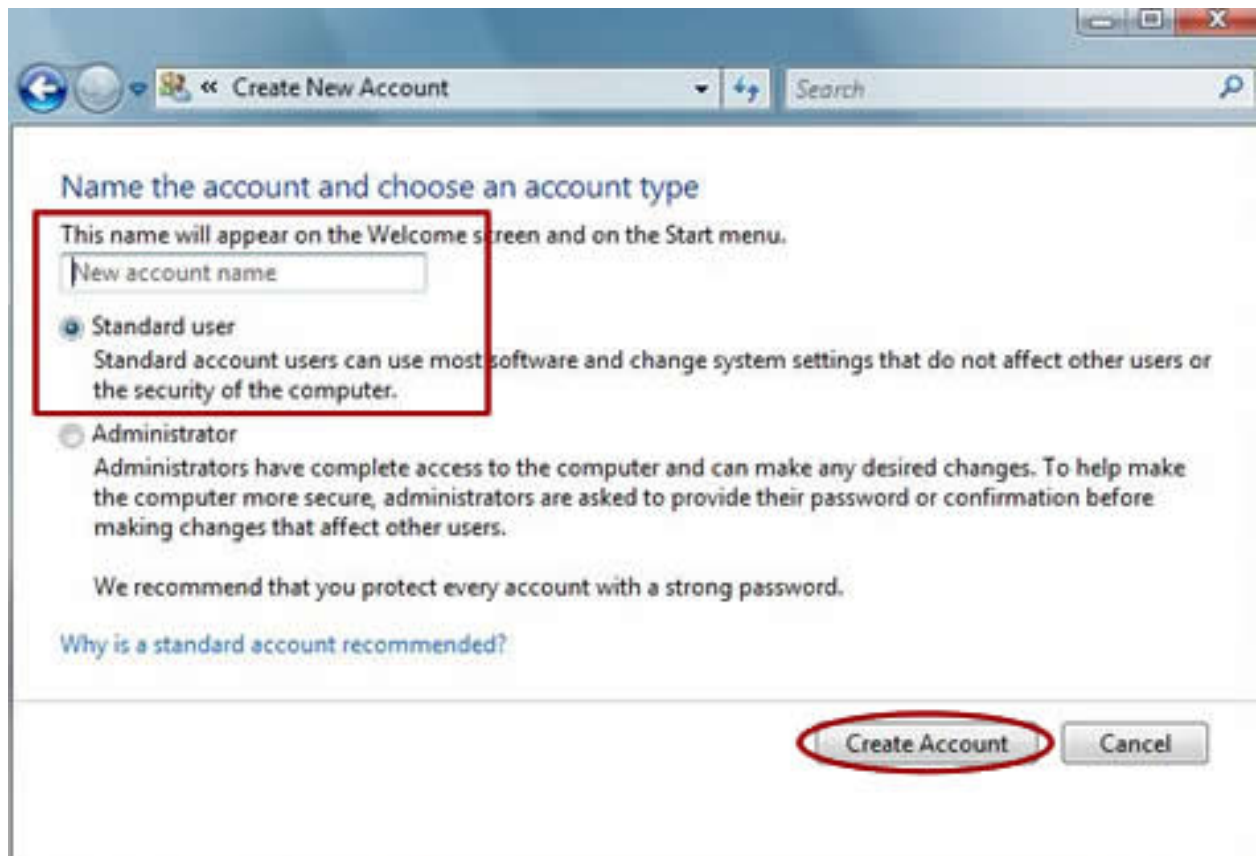 « Create New Account
Search
Name the account and choose an account type
This name will appear on the Welcome screen and on the Start menu.
New account name
Standard user
Standard account users can use most software and change system settings that do not affect other users or
the security of the computer.
Administrator
Administrators have complete access to the computer and can make any desired changes. To help make
the computer more secure, administrators are asked to provide their password or confirmation before
making changes that affect other users.
We recommend that you protect every account with a strong password.
Why is a standard account recommended?
Create Account
Cancel